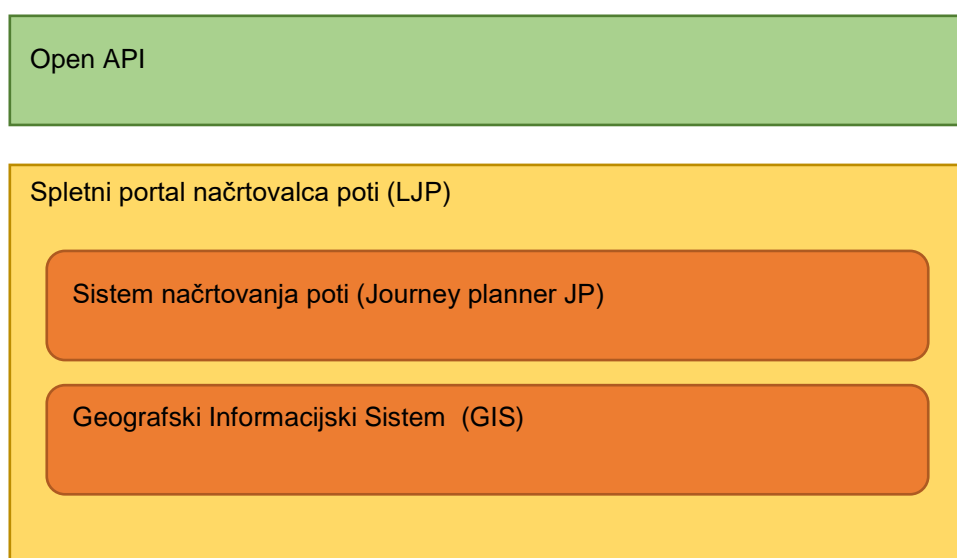 Open API
Spletni portal načrtovalca poti (LJP)
Sistem načrtovanja poti (Journey planner JP)
Geografski Informacijski Sistem  (GIS)